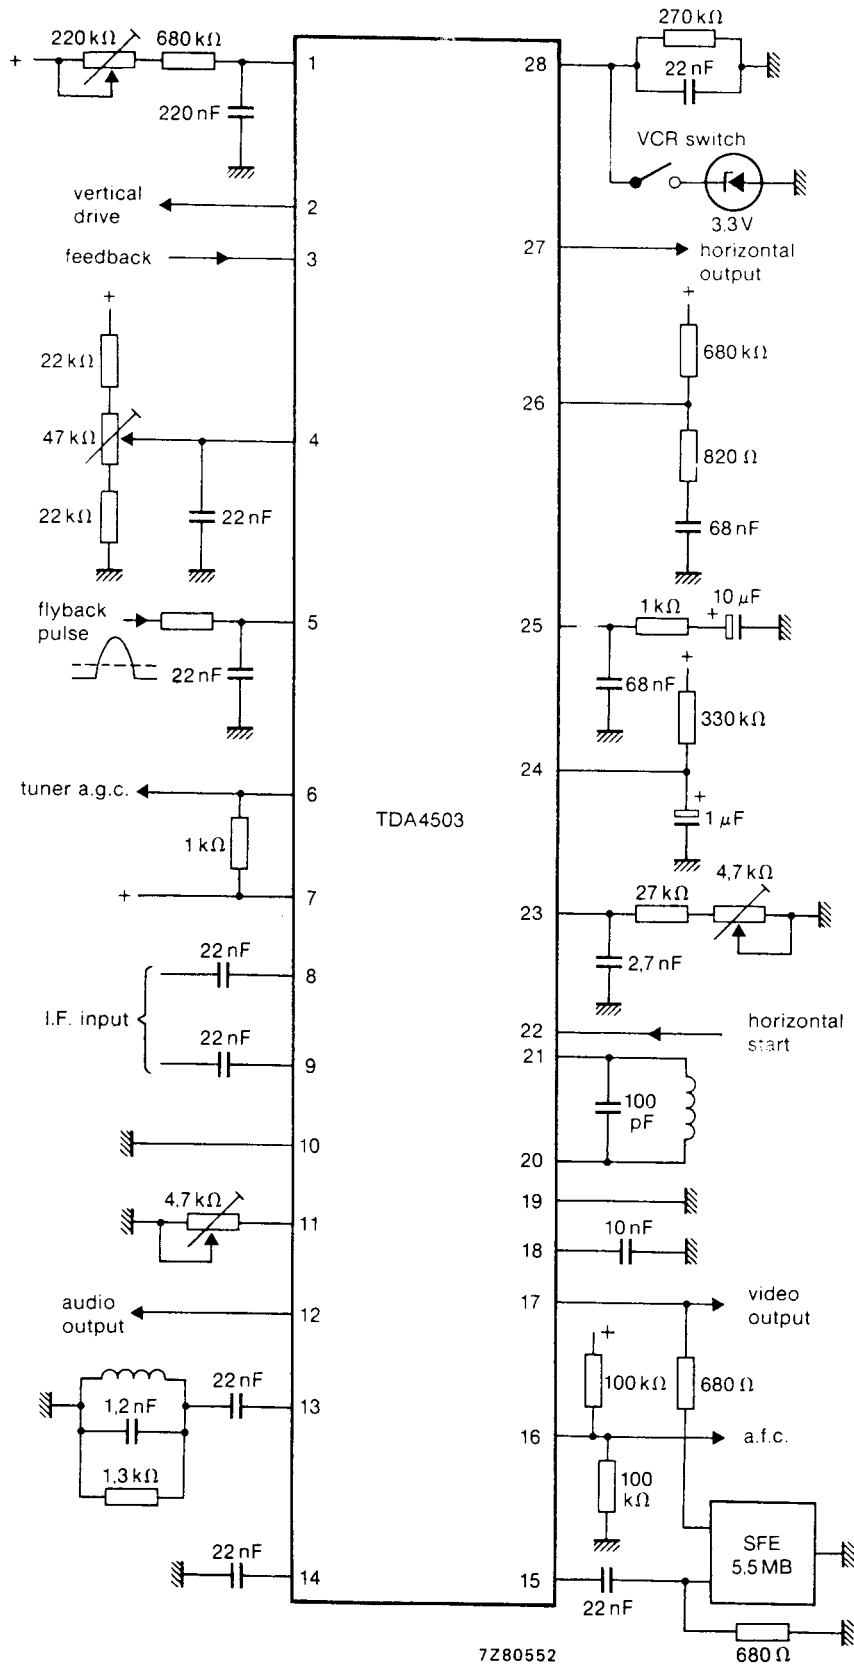 220 kΩ 680 kΩ
+
1
220 nF
vertical
drive
2
feedback
3
+
22 kΩ
47 kΩ
4
22 kΩ
22 nF
flyback
pulse
5
22 nF
tuner a.g.c.
6
1 kΩ
+
7
22 nF
8
I.F. input
22 nF
9
10
4,7 kΩ
11
audio
output
12
22 nF
13
1,2 nF
1,3 kΩ
22 nF
14
TDA4503
270 kΩ
28
22 nF
VCR switch
3.3 V
27
horizontal
output
+
680 kΩ
26
820 Ω
68 nF
25
1 kΩ
+
10 μF
68 nF
+
330 kΩ
24
+
1 μF
23
27 kΩ
4,7 kΩ
2,7 nF
22
horizontal
start
21
100
pF
20
19
10 nF
18
17
video
output
+
100 kΩ
680 Ω
16
a.f.c.
100
kΩ
SFE
5,5 MB
15
22 nF
680 Ω
7Z80552